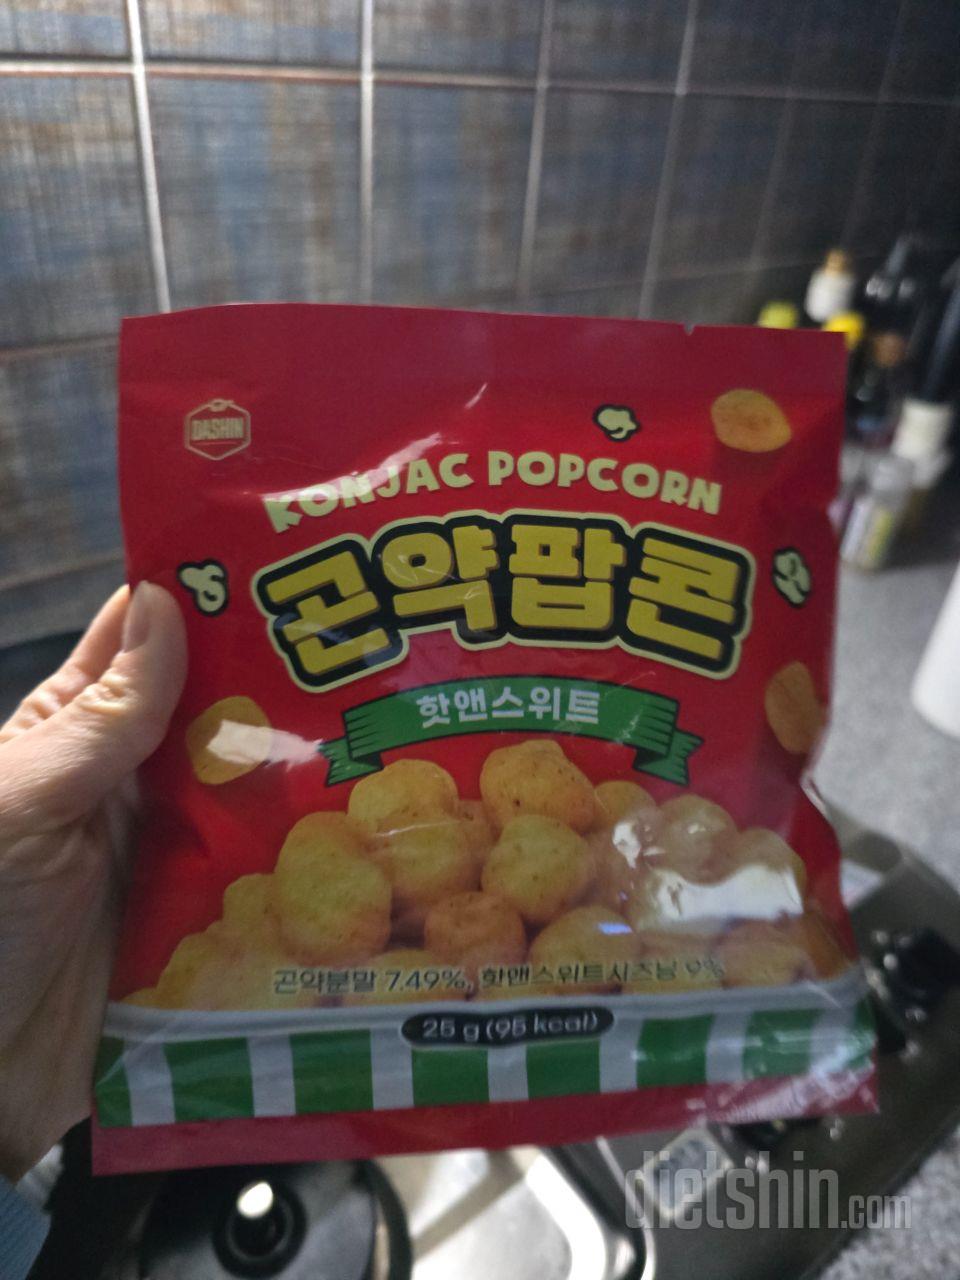 DASHIN
KONJAC POPCORN
곤약팝콘
핫앤스위트
곤약분말 7.49%, 핫앤스위트시즈닝 9%
25 g (95 kcal)
dietshin.com